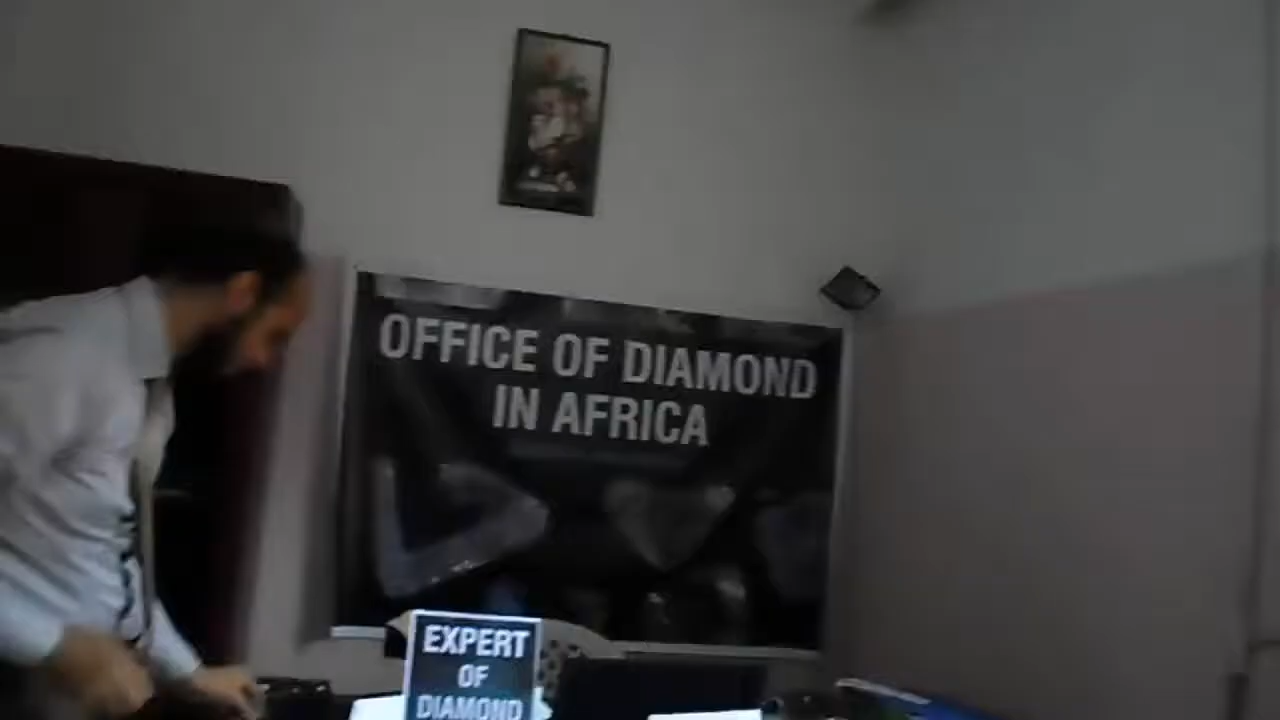 OFFICE OF DIAMOND
IN AFRICA
EXPERT
OF
DIAMOND